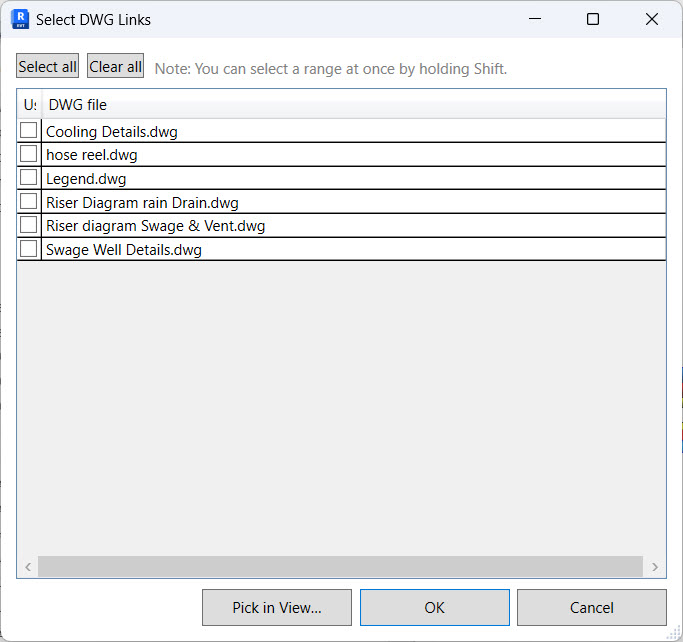 Select DWG Links
Select all Clear all Note: You can select a range at once by holding Shift.
DWG file
Cooling Details.dwg
hose reel.dwg
Legend.dwg
Riser Diagram rain Drain.dwg
Riser diagram Swage & Vent.dwg
Swage Well Details.dwg
Pick in View... OK Cancel